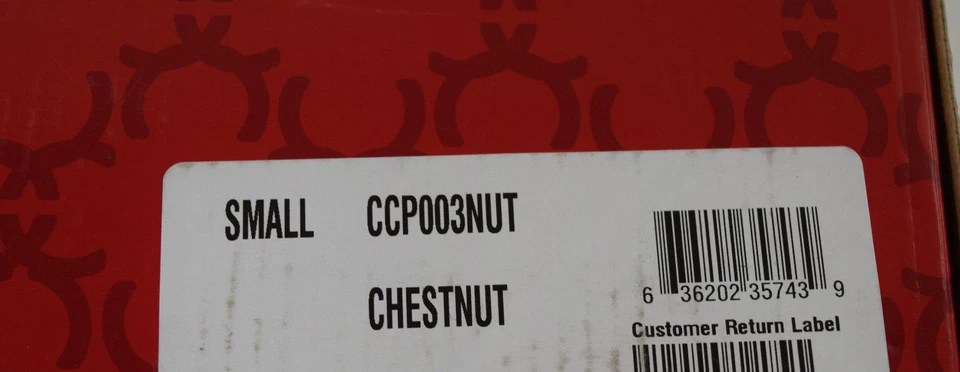 SMALL CCP003NUT
CHESTNUT
6 36202 35743 9
Customer Return Label